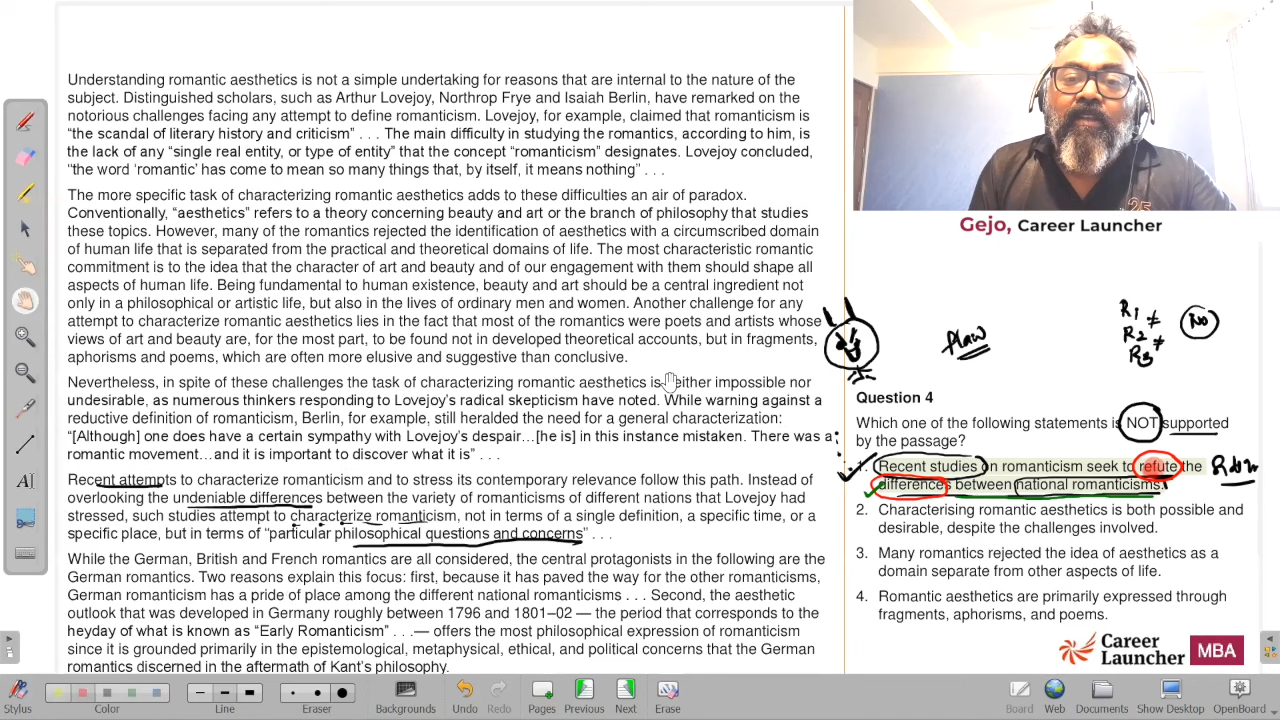 Understanding romantic aesthetics is not a simple undertaking for reasons that are internal to the nature of the
subject. Distinguished scholars, such as Arthur Lovejoy, Northrop Frye and Isaiah Berlin, have remarked on the
notorious challenges facing any attempt to define romanticism. Lovejoy, for example, claimed that romanticism is
“the scandal of literary history and criticism” . . . The main difficulty in studying the romantics, according to him, is
the lack of any “single real entity, or type of entity” that the concept “romanticism” designates. Lovejoy concluded,
“the word ‘romantic’ has come to mean so many things that, by itself, it means nothing” . . .
The more specific task of characterizing romantic aesthetics adds to these difficulties an air of paradox.
Conventionally, “aesthetics” refers to a theory concerning beauty and art or the branch of philosophy that studies
these topics. However, many of the romantics rejected the identification of aesthetics with a circumscribed domain
of human life that is separated from the practical and theoretical domains of life. The most characteristic romantic
commitment is to the idea that the character of art and beauty and of our engagement with them should shape all
aspects of human life. Being fundamental to human existence, beauty and art should be a central ingredient not
only in a philosophical or artistic life, but also in the lives of ordinary men and women. Another challenge for any
attempt to characterize romantic aesthetics lies in the fact that most of the romantics were poets and artists whose
views of art and beauty are, for the most part, to be found not in developed theoretical accounts, but in fragments,
aphorisms and poems, which are often more elusive and suggestive than conclusive.
Nevertheless, in spite of these challenges the task of characterizing romantic aesthetics is neither impossible nor
undesirable, as numerous thinkers responding to Lovejoy’s radical skepticism have noted. While warning against a
reductive definition of romanticism, Berlin, for example, still heralded the need for a general characterization:
“[Although] one does have a certain sympathy with Lovejoy’s despair…[he is] in this instance mistaken. There was a
romantic movement…and it is important to discover what it is” . . .
Recent attempts to characterize romanticism and to stress its contemporary relevance follow this path. Instead of
overlooking the undeniable differences between the variety of romanticisms of different nations that Lovejoy had
stressed, such studies attempt to characterize romanticism, not in terms of a single definition, a specific time, or a
specific place, but in terms of “particular philosophical questions and concerns” . . .
While the German, British and French romantics are all considered, the central protagonists in the following are the
German romantics. Two reasons explain this focus: first, because it has paved the way for the other romanticisms,
German romanticism has a pride of place among the different national romanticisms . . . Second, the aesthetic
outlook that was developed in Germany roughly between 1796 and 1801–02 — the period that corresponds to the
heyday of what is known as “Early Romanticism” . . .— offers the most philosophical expression of romanticism
since it is grounded primarily in the epistemological, metaphysical, ethical, and political concerns that the German
romantics discerned in the aftermath of Kant’s philosophy.
Gejo, Career Launcher
R1 ≠
R2 ≠
R3
No
Question 4
Which one of the following statements is NOT supported
by the passage?
1. Recent studies on romanticism seek to refute the
differences between national romanticisms.
2. Characterising romantic aesthetics is both possible and
desirable, despite the challenges involved.
3. Many romantics rejected the idea of aesthetics as a
domain separate from other aspects of life.
4. Romantic aesthetics are primarily expressed through
fragments, aphorisms, and poems.
Career
Launcher MBA
Stylus Color Line Eraser Backgrounds Undo Redo Pages Previous Next Erase Board Web Documents Show Desktop OpenBoard